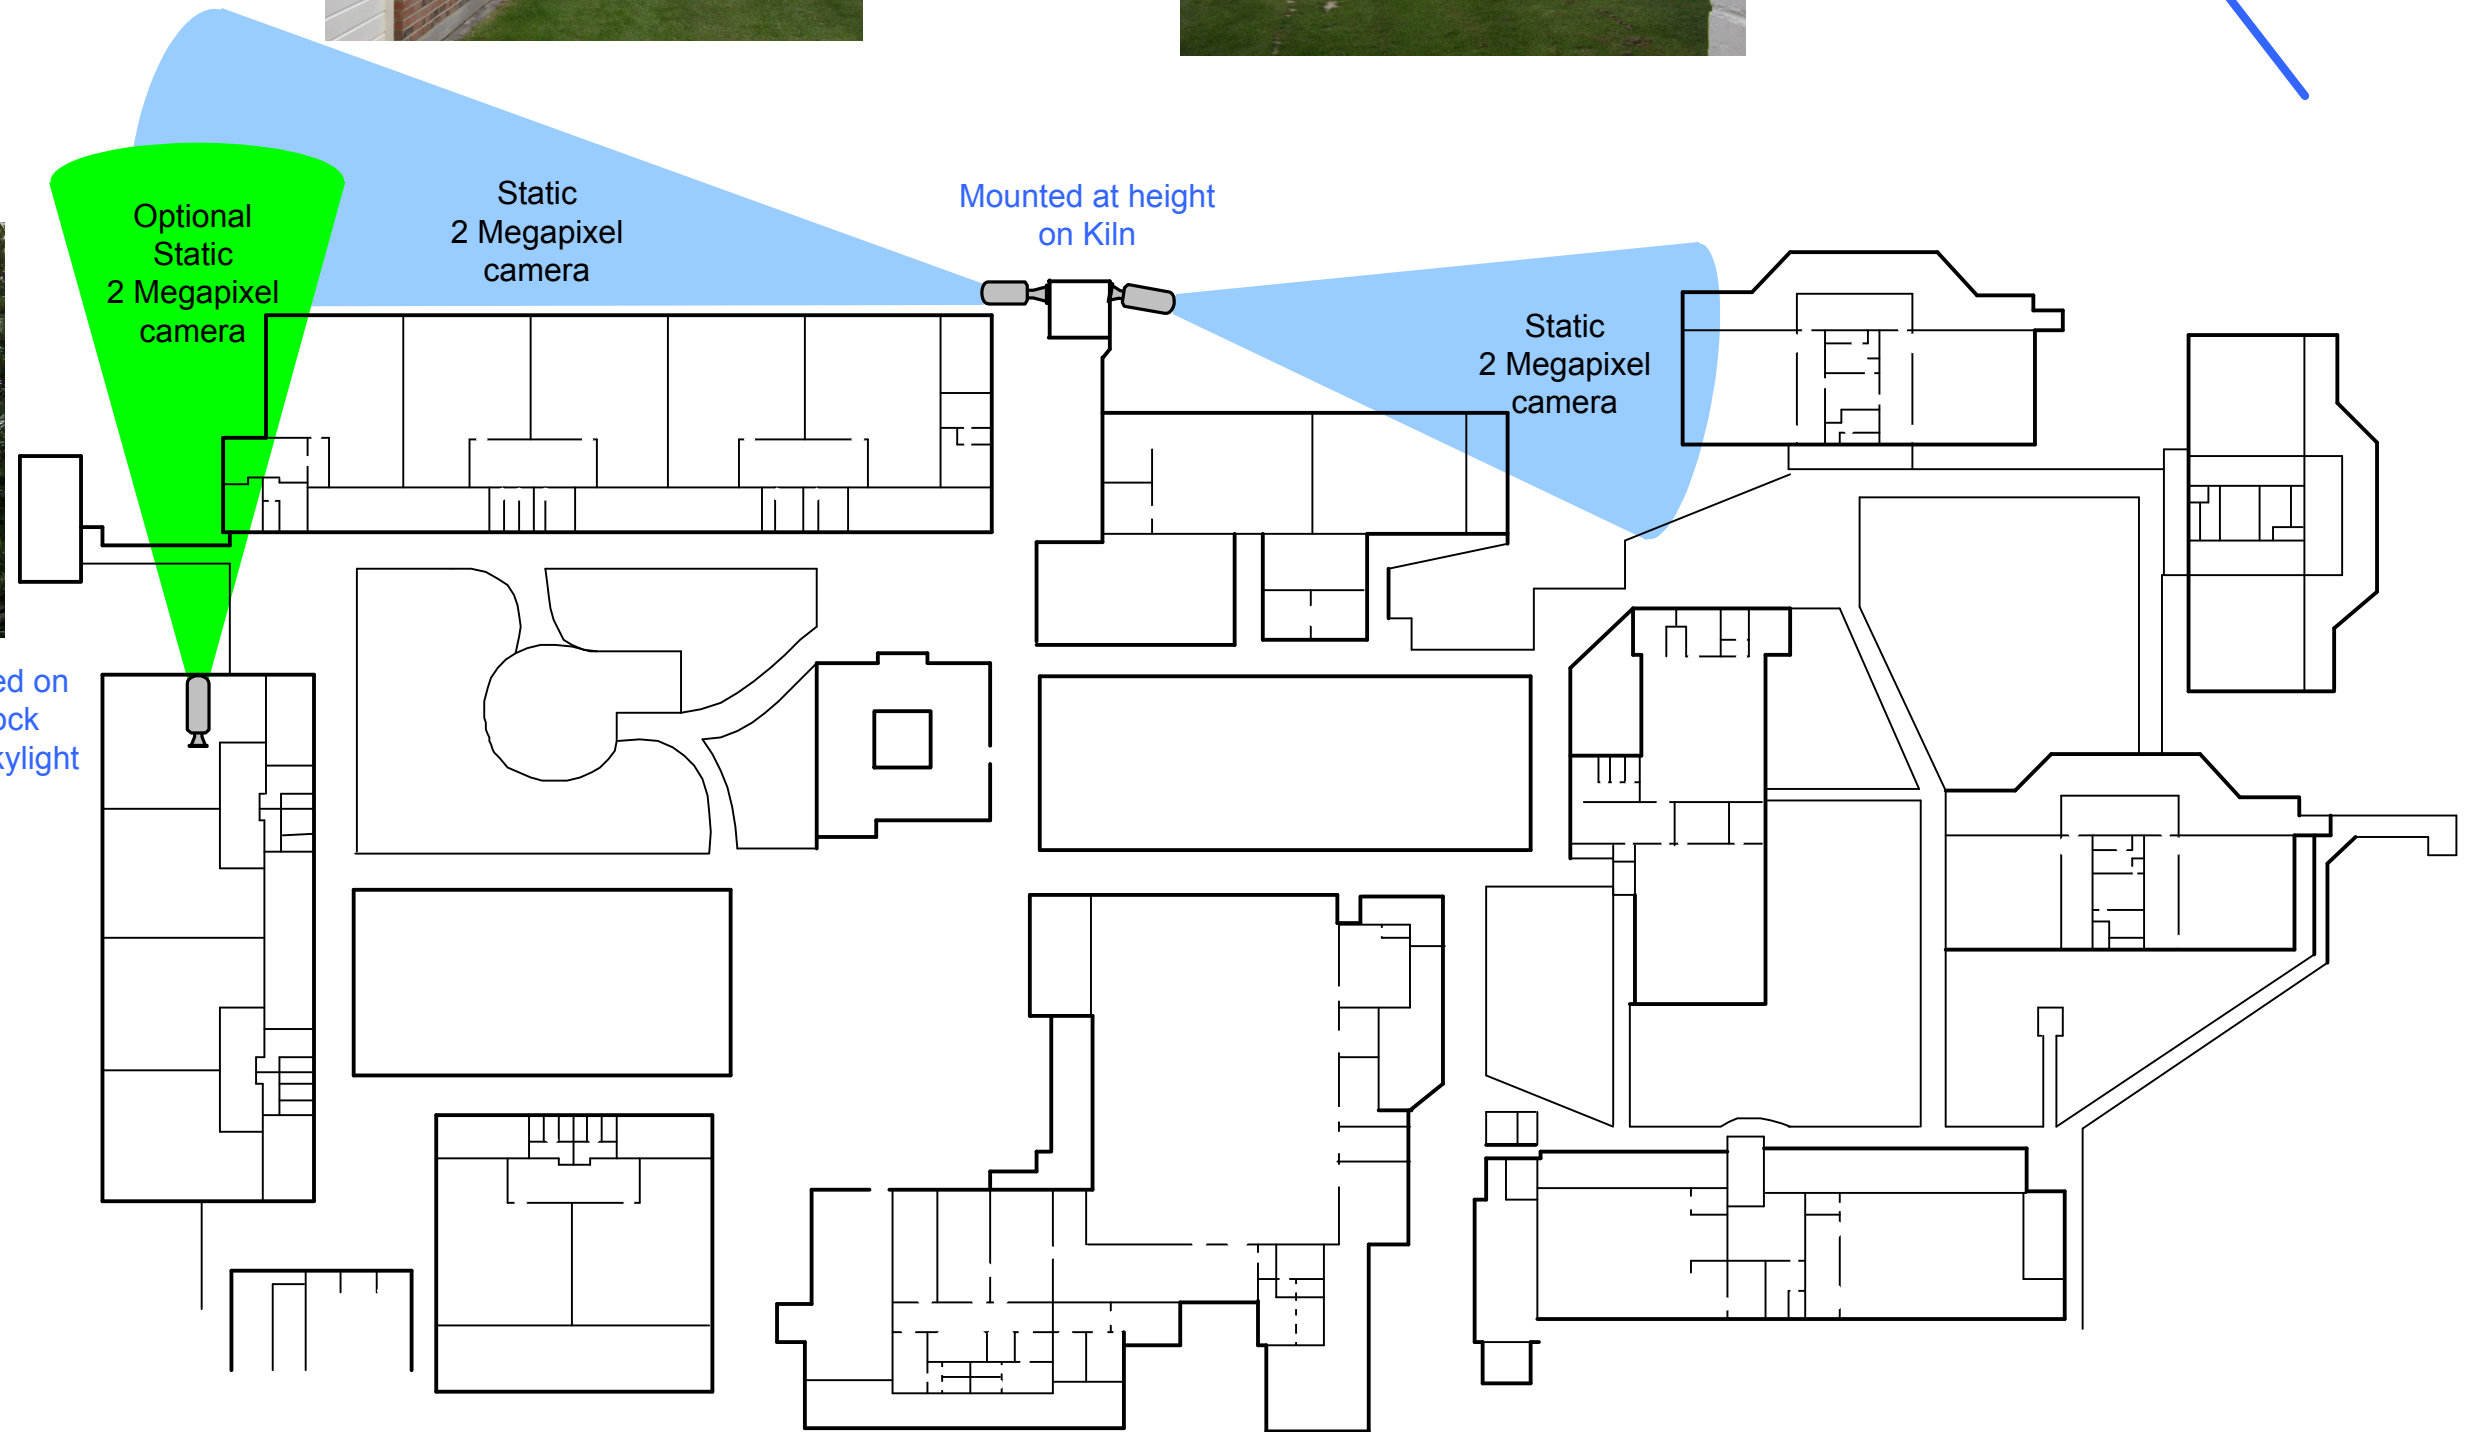 Optional
Static
2 Megapixel
camera
Static
2 Megapixel
camera
Mounted at height
on Kiln
Static
2 Megapixel
camera
ed on
ock
kylight